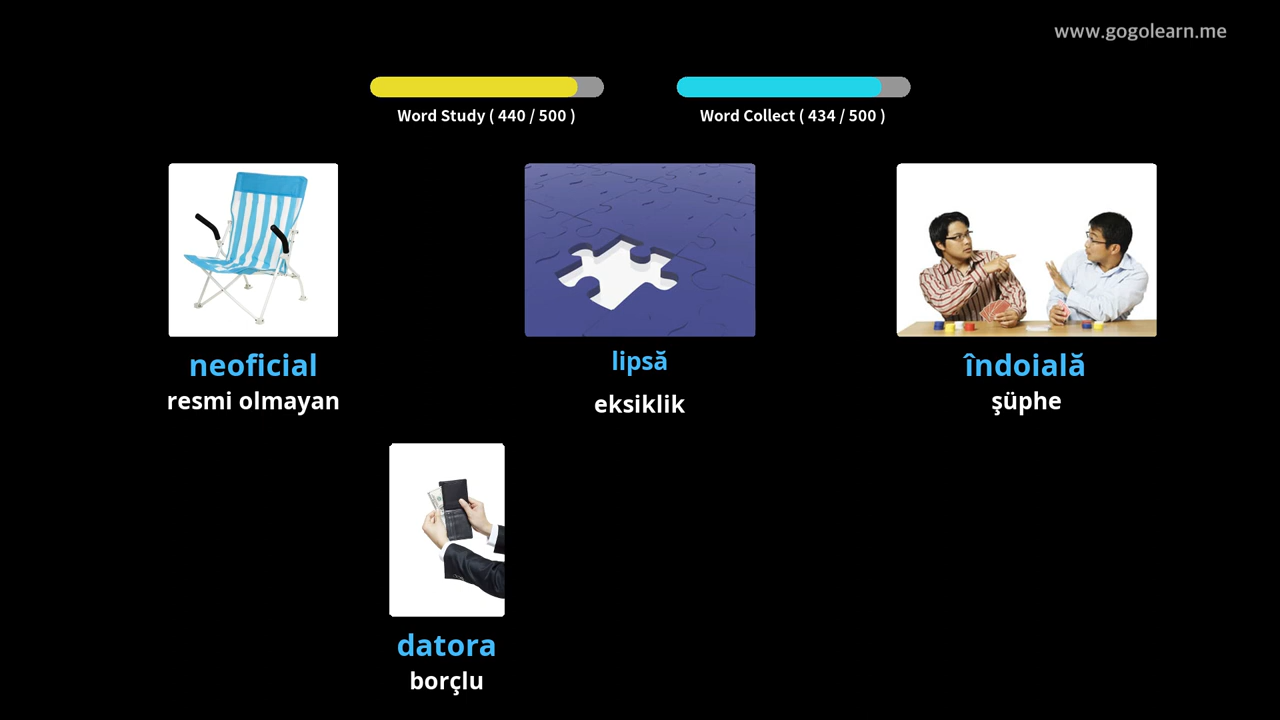 www.gogolearn.me
Word Study ( 440 / 500 )
Word Collect ( 434 / 500 )
neoficial
resmi olmayan
lipsă
eksiklik
îndoială
şüphe
datora
borçlu